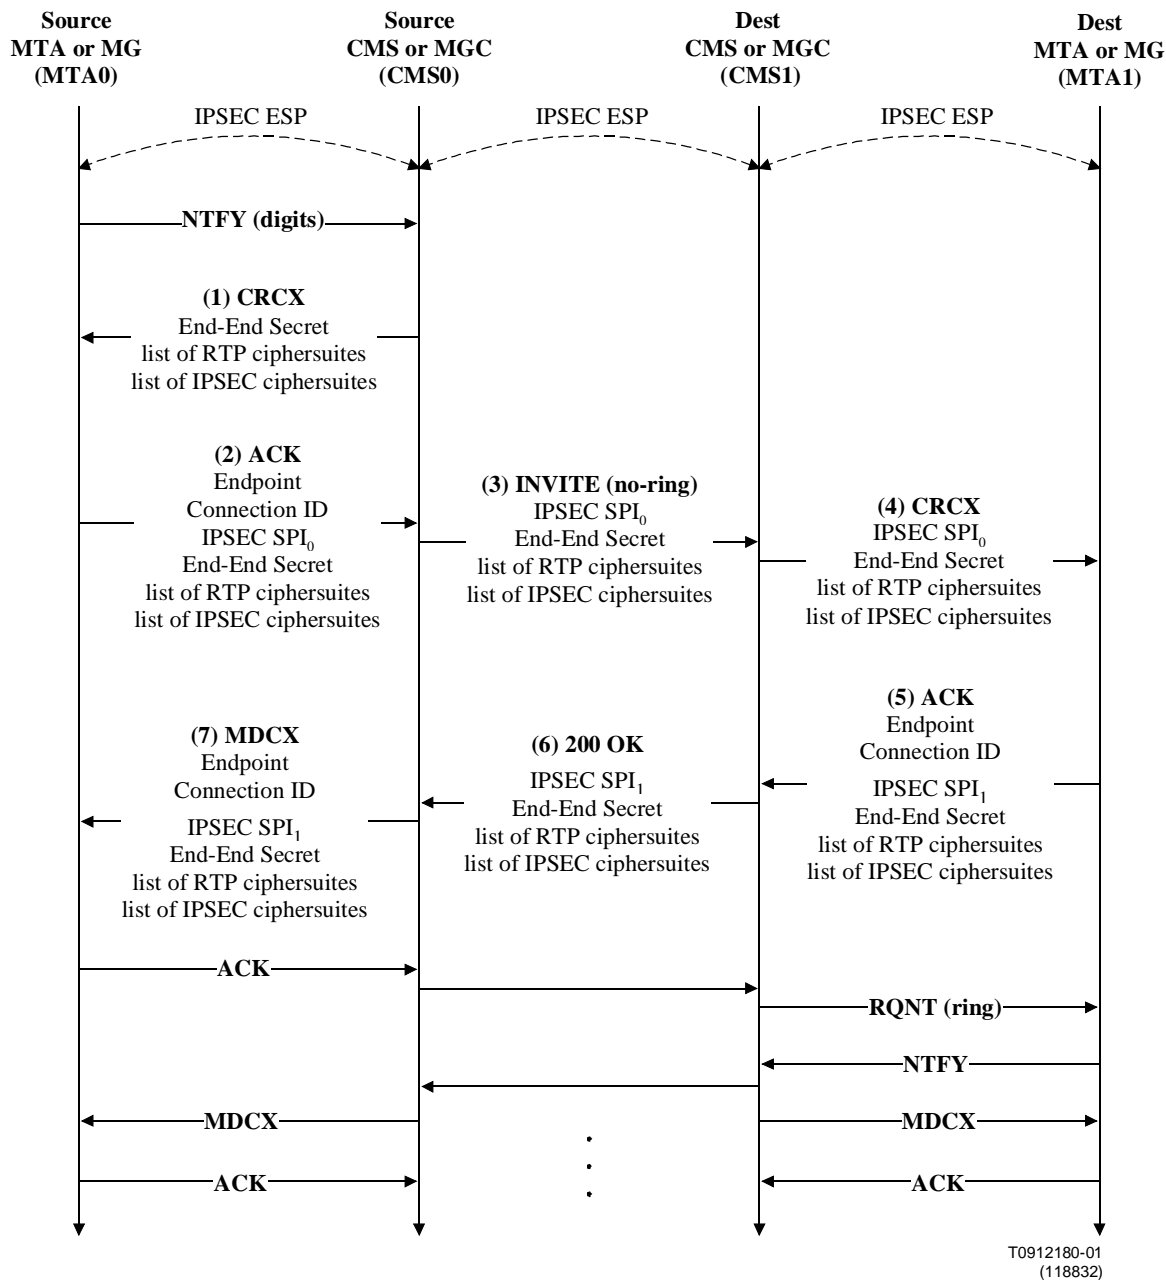 Source
MTA or MG
(MTA0)
Source
CMS or MGC
(CMS0)
Dest
CMS or MGC
(CMS1)
Dest
MTA or MG
(MTA1)
IPSEC ESP
IPSEC ESP
IPSEC ESP
NTFY (digits)
(1) CRCX
End-End Secret
list of RTP ciphersuites
list of IPSEC ciphersuites
(2) ACK
Endpoint
Connection ID
IPSEC SPI0
End-End Secret
list of RTP ciphersuites
list of IPSEC ciphersuites
(3) INVITE (no-ring)
IPSEC SPI0
End-End Secret
list of RTP ciphersuites
list of IPSEC ciphersuites
(4) CRCX
IPSEC SPI0
End-End Secret
list of RTP ciphersuites
list of IPSEC ciphersuites
(5) ACK
Endpoint
Connection ID
IPSEC SPI1
End-End Secret
list of RTP ciphersuites
list of IPSEC ciphersuites
(6) 200 OK
IPSEC SPI1
End-End Secret
list of RTP ciphersuites
list of IPSEC ciphersuites
(7) MDCX
Endpoint
Connection ID
IPSEC SPI1
End-End Secret
list of RTP ciphersuites
list of IPSEC ciphersuites
ACK
RQNT (ring)
NTFY
MDCX
MDCX
ACK
ACK
T0912180-01
(118832)